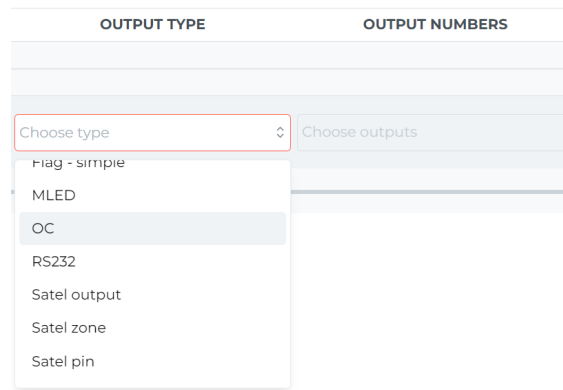 OUTPUT TYPE OUTPUT NUMBERS
Choose type Choose outputs
Flag - simple
MLED
OC
RS232
Satel output
Satel zone
Satel pin